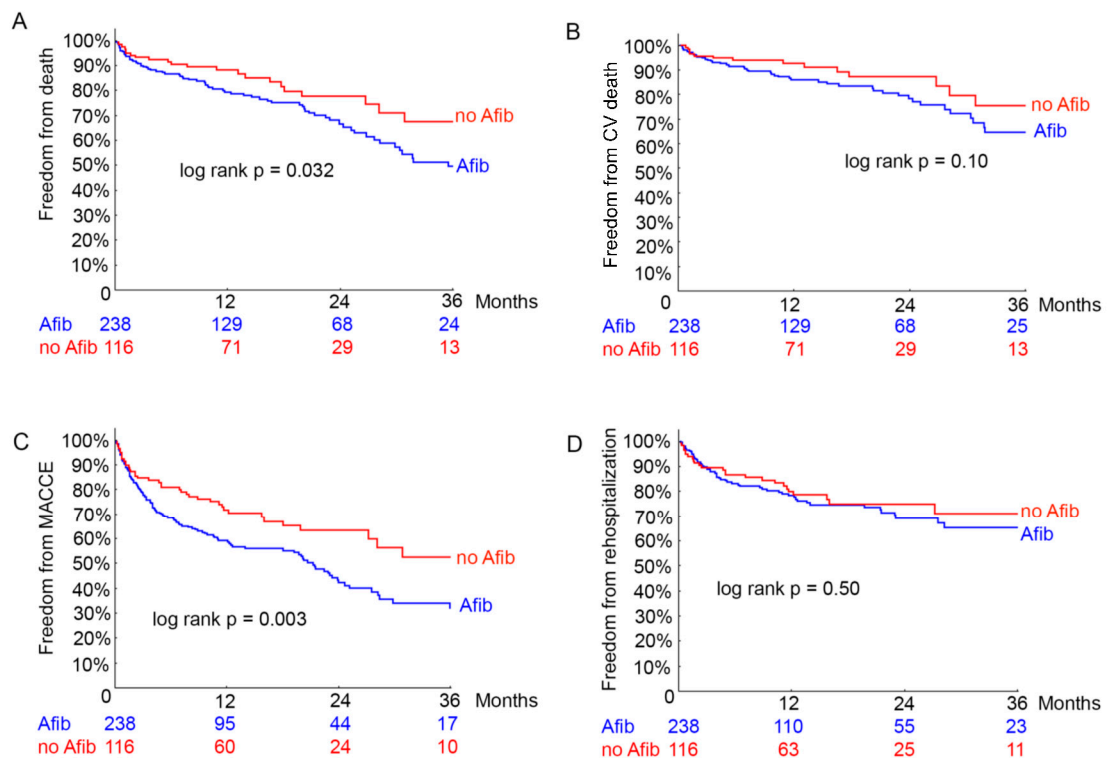 A
Freedom from death
100%
90%
80%
70%
60%
50%
40%
30%
20%
10%
0
no Afib
Afib
log rank p = 0.032
12 24 36 Months
Afib 238 129 68 24
no Afib 116 71 29 13
B
Freedom from CV death
100%
90%
80%
70%
60%
50%
40%
30%
20%
10%
0
no Afib
Afib
log rank p = 0.10
12 24 36 Months
Afib 238 129 68 25
no Afib 116 71 29 13
C
Freedom from MACCE
100%
90%
80%
70%
60%
50%
40%
30%
20%
10%
0
no Afib
Afib
log rank p = 0.003
12 24 36 Months
Afib 238 95 44 17
no Afib 116 60 24 10
D
Freedom from rehospitalization
100%
90%
80%
70%
60%
50%
40%
30%
20%
10%
0
no Afib
Afib
log rank p = 0.50
12 24 36 Months
Afib 238 110 55 23
no Afib 116 63 25 11